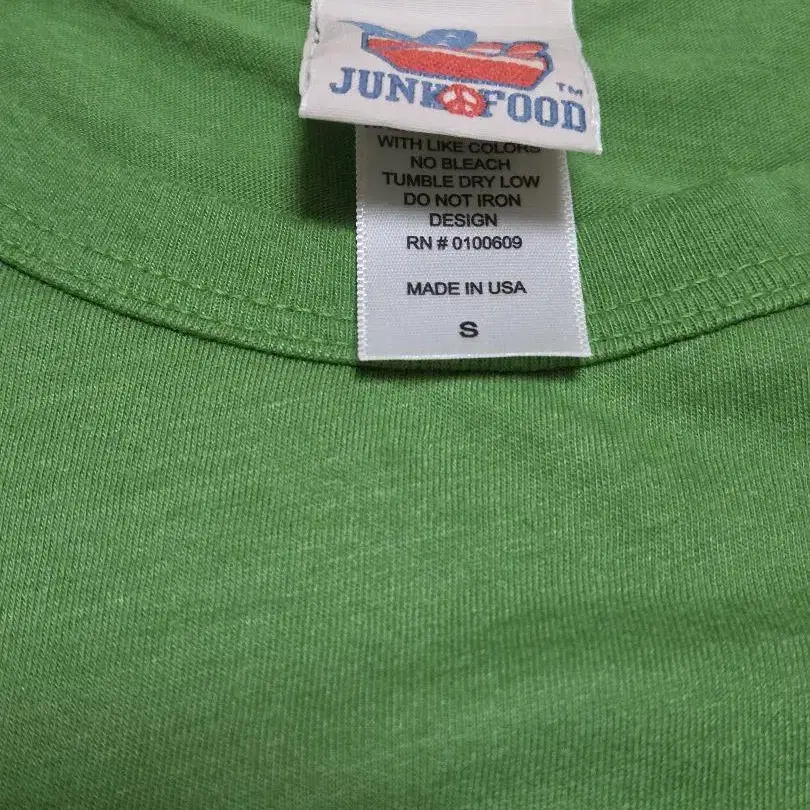 JUNK FOOD
TM
WITH LIKE COLORS
NO BLEACH
TUMBLE DRY LOW
DO NOT IRON
DESIGN
RN # 0100609
MADE IN USA
S